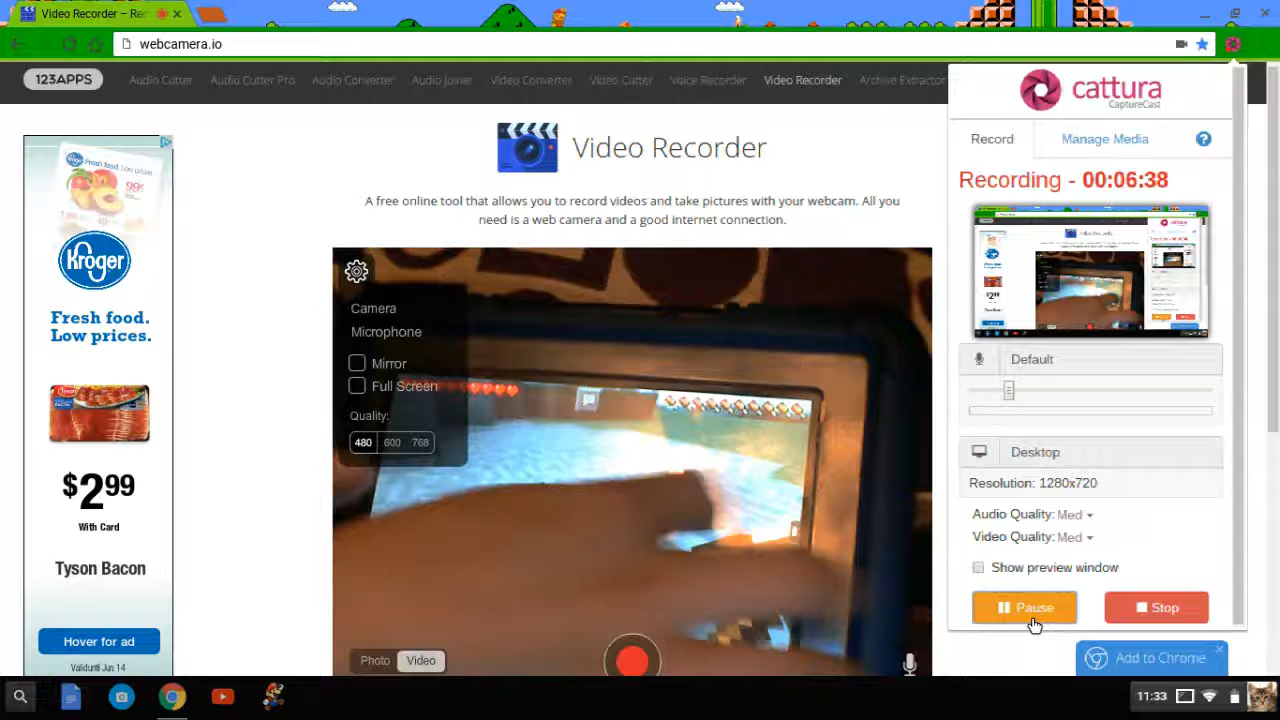 Video Recorder – Rec
webcamera.io
123APPS
Audio Cutter
Audio Cutter Pro
Audio Converter
Audio Joiner
Video Converter
Video Cutter
Voice Recorder
Video Recorder
Archive Extractor
Video Recorder
A free online tool that allows you to record videos and take pictures with your webcam. All you
need is a web camera and a good internet connection.
Kroger
Fresh food.
Low prices.
Tyson
$2.99
With Card
Tyson Bacon
Hover for ad
Valid until Jun 14
Camera
Microphone
Mirror
Full Screen
Quality:
480 600 768
Photo Video
cattura
CaptureCast
Record
Manage Media
?
Recording - 00:06:38
Default
Desktop
Resolution: 1280x720
Audio Quality: Med
Video Quality: Med
Show preview window
Pause
Stop
Add to Chrome
11:33